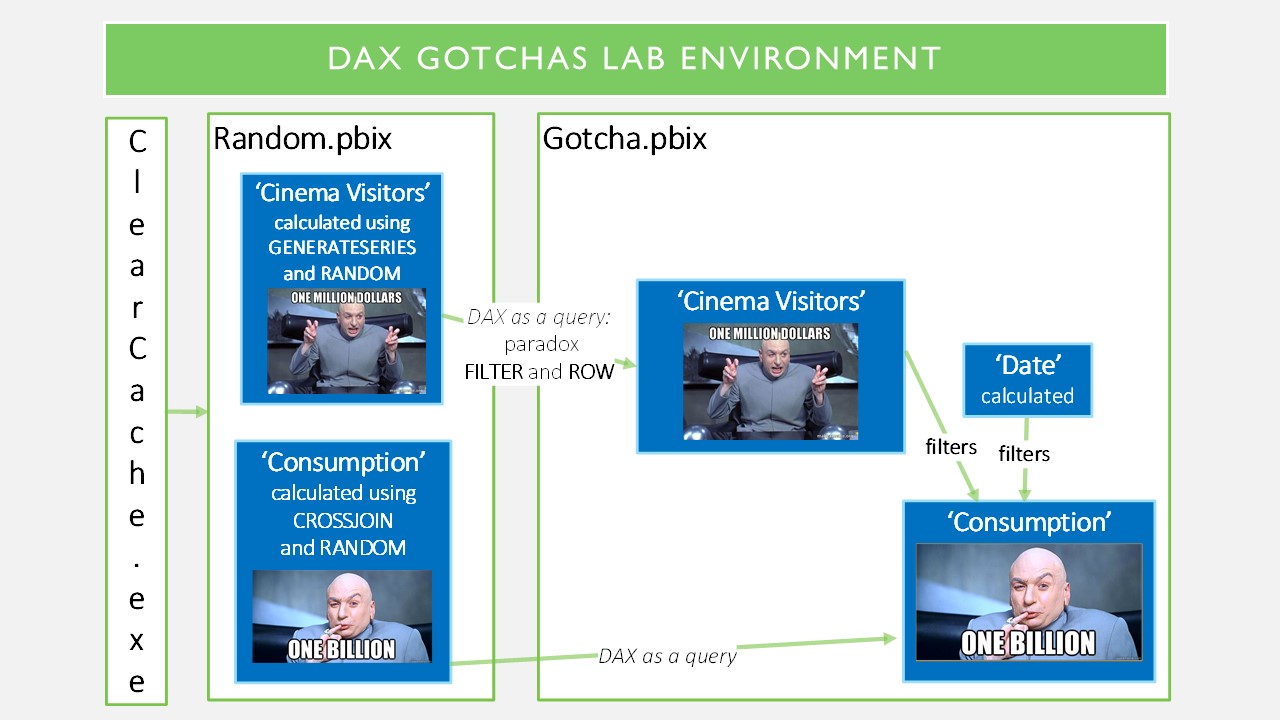 DAX GOTCHAS LAB ENVIRONMENT
C
l
e
a
r
C
a
c
h
e
.
e
x
e
Random.pbix
‘Cinema Visitors’
calculated using
GENERATESERIES
and RANDOM
ONE MILLION DOLLARS
‘Consumption’
calculated using
CROSSJOIN
and RANDOM
ONE BILLION
DAX as a query:
paradox
FILTER and ROW
DAX as a query
Gotcha.pbix
‘Cinema Visitors’
ONE MILLION DOLLARS
‘Date’
calculated
filters
filters
‘Consumption’
ONE BILLION